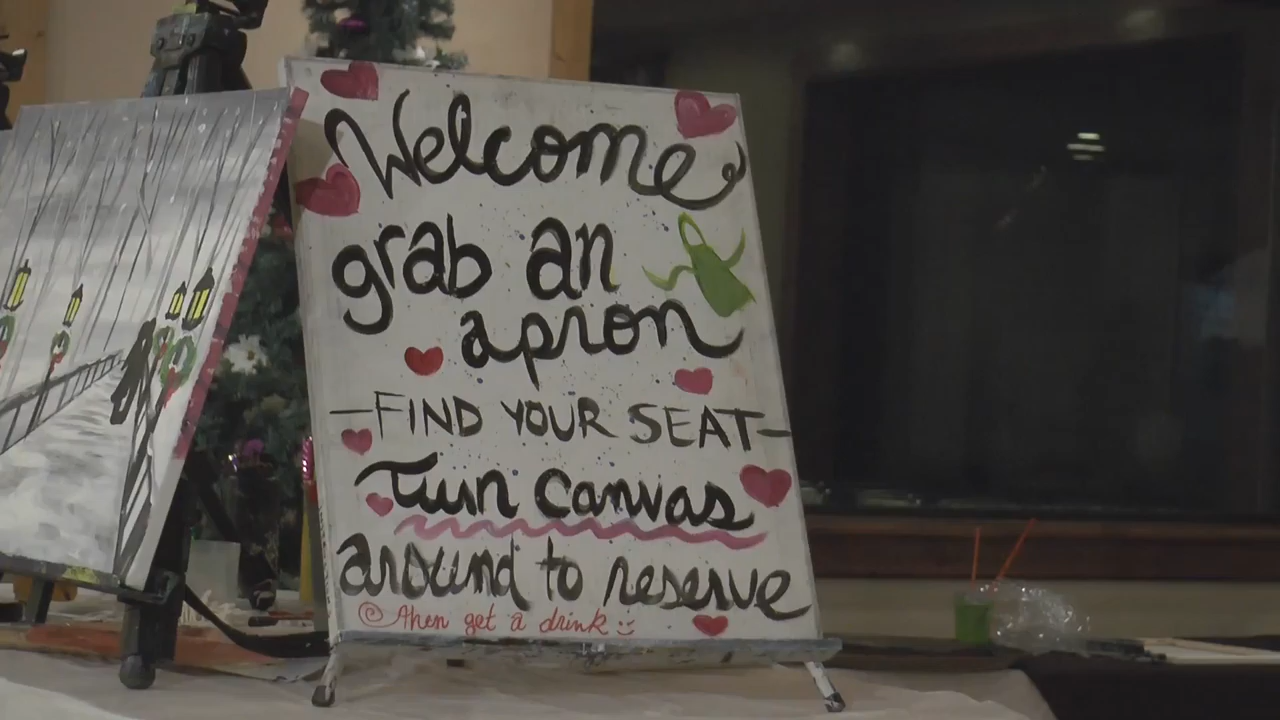 Welcome
grab an
apron
-FIND YOUR SEAT-
Turn canvas
around to reserve
then get a drink :)